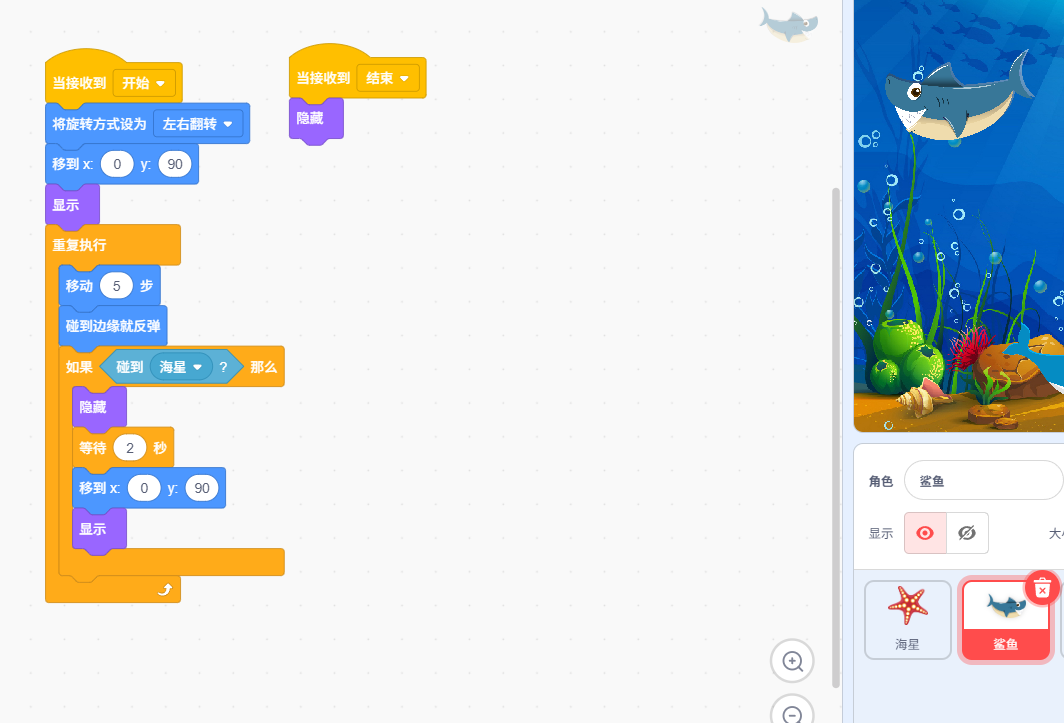 当接收到 开始
将旋转方式设为 左右翻转
移到 x: 0 y: 90
显示
重复执行
移动 5 步
碰到边缘就反弹
如果 碰到 海星 ? 那么
隐藏
等待 2 秒
移到 x: 0 y: 90
显示
当接收到 结束
隐藏
角色 鲨鱼
显示
海星
鲨鱼